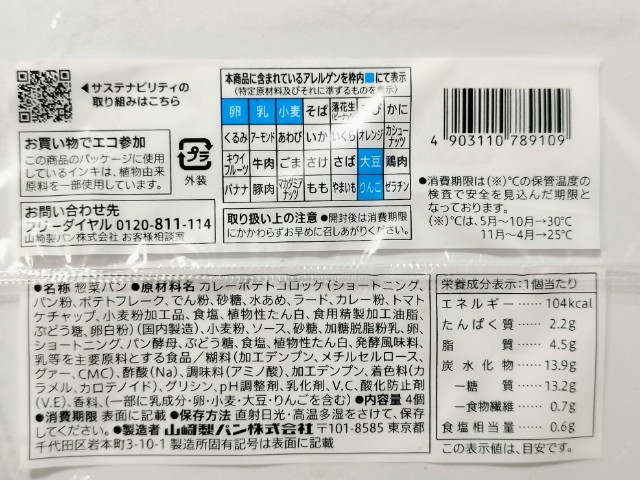 ◀サステナビリティの
取り組みはこちら
お買い物でエコ参加
この商品のパッケージに使用
しているインキは、植物由来
原料を一部使用しています。
プラ
外装
お問い合わせ先
フリーダイヤル 0120-811-114
山崎製パン株式会社 お客様相談室
本商品に含まれているアレルゲンを枠内■にて表示
(特定原材料及びそれに準ずるものを表示)
卵 乳 小麦 そば 落花生(ピーナッツ) えび かに
くるみ アーモンド あわび いか いくら オレンジ カシューナッツ
キウイフルーツ 牛肉 ごま さけ さば 大豆 鶏肉
バナナ 豚肉 マカダミアナッツ もも やまいも りんご ゼラチン
取り扱い上の注意 ●開封後は消費期限
にかかわらずお早めに召しあがりください。
4 903110 789109
●消費期限は(※)℃の保管温度の
検査で安全を見込んだ期限と
なっております。
(※)℃は、5月～10月→30℃
11月～4月→25℃
●名称 惣菜パン ●原材料名 カレーポテトコロッケ(ショートニング、
パン粉、ポテトフレーク、でん粉、砂糖、水あめ、ラード、カレー粉、トマト
ケチャップ、小麦粉加工品、食塩、植物性たん白、食用精製加工油脂、
ぶどう糖、卵白粉)(国内製造)、小麦粉、ソース、砂糖、加糖脱脂粉乳、卵、
ショートニング、パン酵母、ぶどう糖、食塩、植物性たん白、発酵風味料、
乳等を主要原料とする食品/糊料(加工デンプン、メチルセルロース、
グアー、CMC)、酢酸(Na)、調味料(アミノ酸)、加工デンプン、着色料(カ
ラメル、カロテノイド)、グリシン、pH調整剤、乳化剤、V.C、酸化防止剤
(V.E)、香料、(一部に乳成分・卵・小麦・大豆・りんごを含む) ●内容量 4個
●消費期限 表面に記載 ●保存方法 直射日光・高温多湿をさけて、保存し
てください。 ●製造者 山崎製パン株式会社 〒101-8585 東京都
千代田区岩本町3-10-1 製造所固有記号は表面に記載
栄養成分表示:1個当たり
エネルギー……104kcal
たんぱく質……2.2g
脂質……4.5g
炭水化物……13.9g
－糖質……13.2g
－食物繊維……0.7g
食塩相当量……0.6g
この表示値は、目安です。